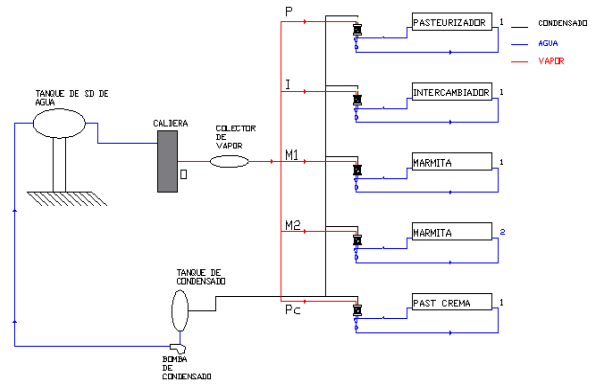 P
PASTEURIZADOR 1
CONDENSADO
AGUA
VAPOR
I
INTERCAMBIADOR 1
TANQUE DE SD DE
AGUA
CALDERA
COLECTOR
DE
VAPOR
M1
MARMITA 1
M2
MARMITA 2
TANQUE DE
CONDENSADO
Pc
PAST CREMA 1
BOMBA
DE
CONDENSADO